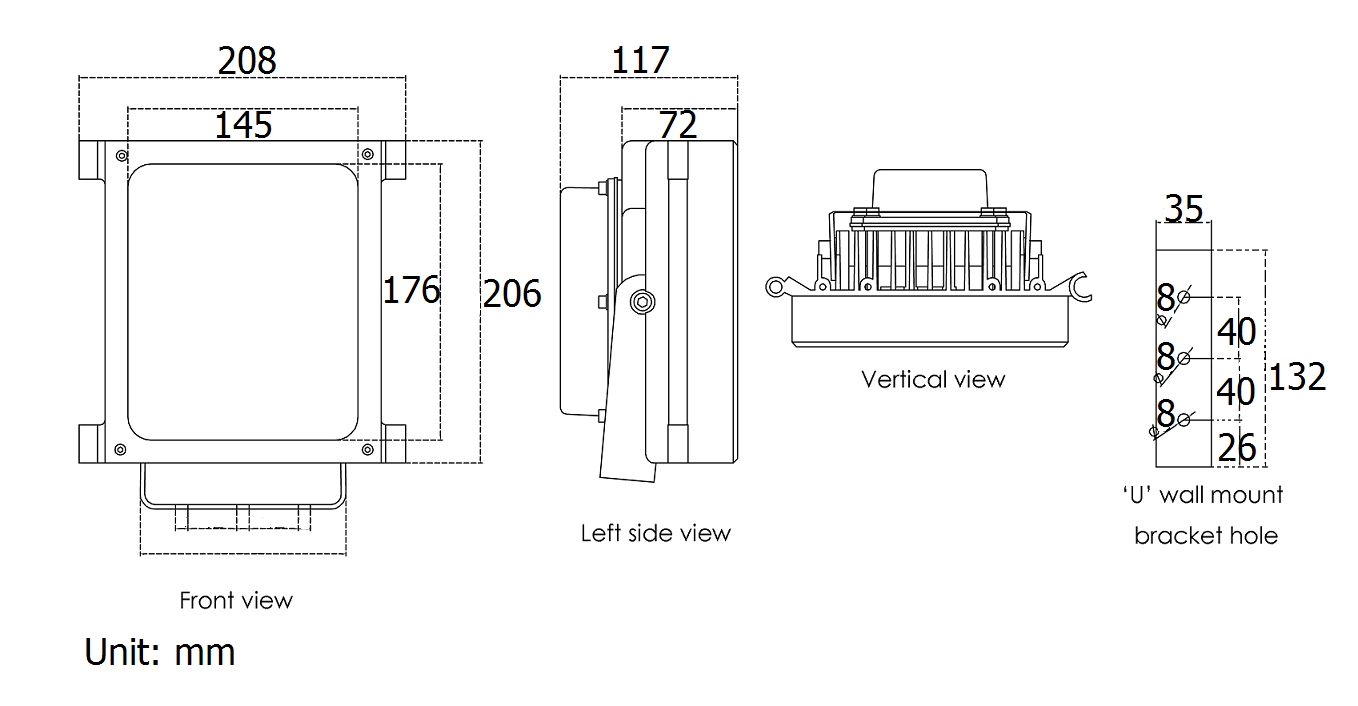 208
145
176
206
Front view
Unit: mm
117
72
Left side view
Vertical view
35
8
40
8
132
40
8
26
‘U’ wall mount
bracket hole